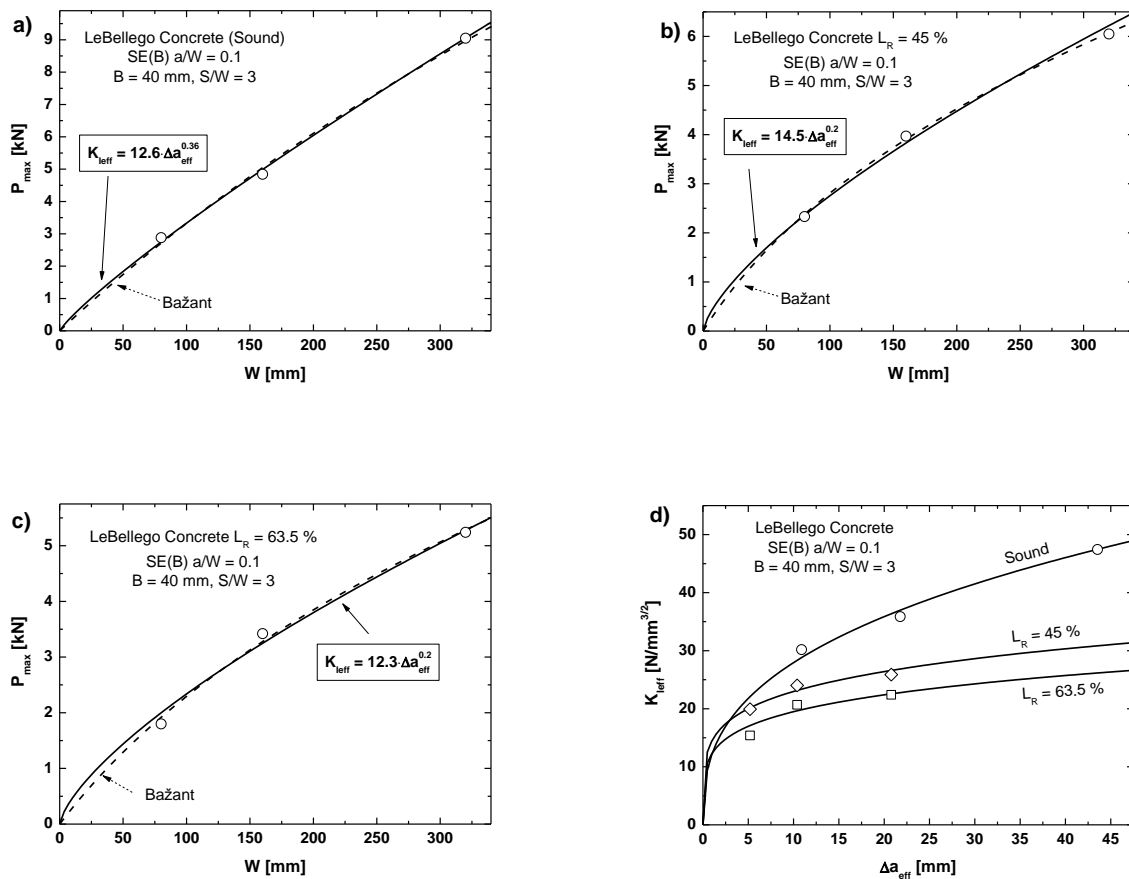 a)
LeBellego Concrete (Sound)
SE(B) a/W = 0.1
B = 40 mm, S/W = 3
K_Ieff = 12.6·Δa_eff^0.36
Bažant
P_max [kN]
9
8
7
6
5
4
3
2
1
0
0 50 100 150 200 250 300
W [mm]
b)
LeBellego Concrete L_R = 45 %
SE(B) a/W = 0.1
B = 40 mm, S/W = 3
K_Ieff = 14.5·Δa_eff^0.2
Bažant
P_max [kN]
6
5
4
3
2
1
0
0 50 100 150 200 250 300
W [mm]
c)
LeBellego Concrete L_R = 63.5 %
SE(B) a/W = 0.1
B = 40 mm, S/W = 3
K_Ieff = 12.3·Δa_eff^0.2
Bažant
P_max [kN]
5
4
3
2
1
0
0 50 100 150 200 250 300
W [mm]
d)
LeBellego Concrete
SE(B) a/W = 0.1
B = 40 mm, S/W = 3
Sound
L_R = 45 %
L_R = 63.5 %
K_Ieff [N/mm^3/2]
50
40
30
20
10
0
0 5 10 15 20 25 30 35 40 45
Δa_eff [mm]